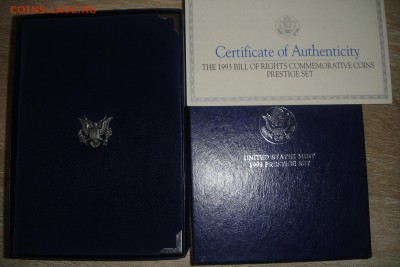 COINS.LAVE.RU
Certificate of Authenticity
THE 1993 BILL OF RIGHTS COMMEMORATIVE COINS
PRESTIGE SET
UNITED STATES MINT
1993 PRESTIGE SET